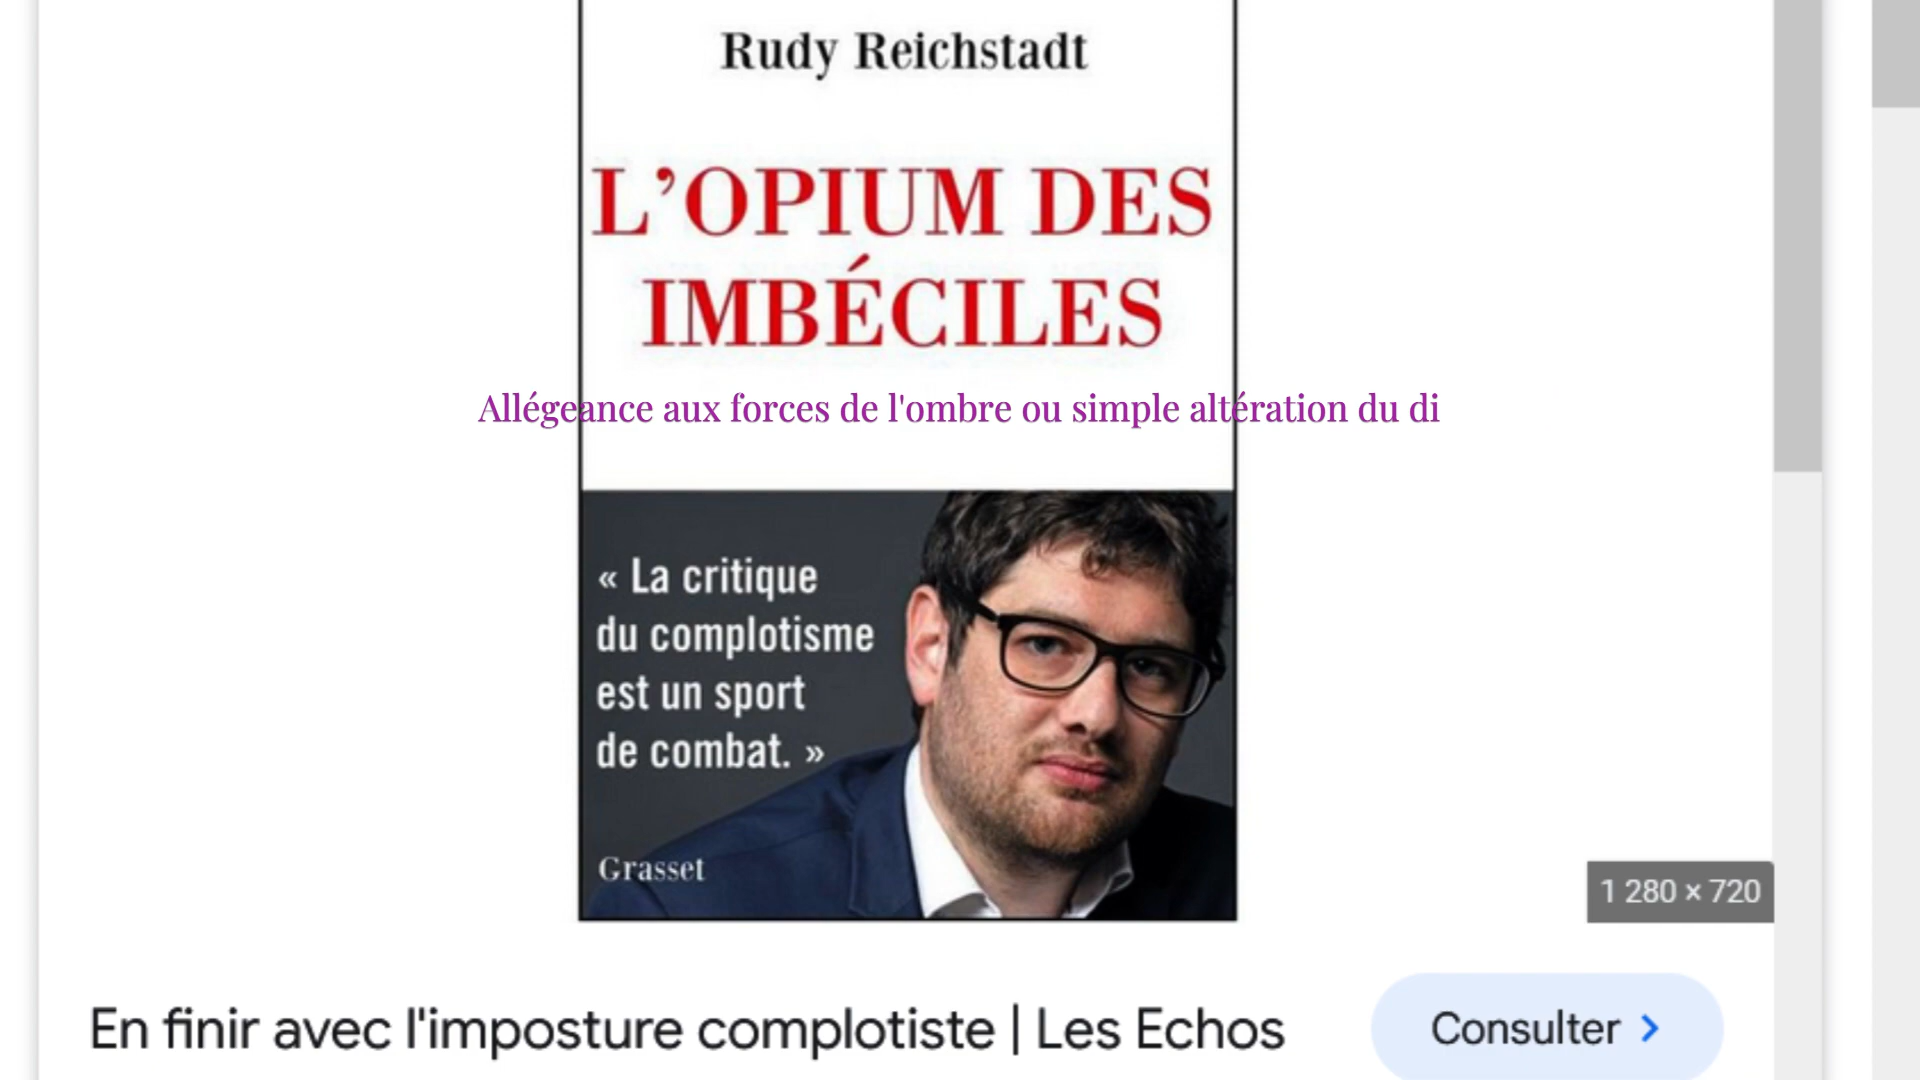 Rudy Reichstadt
L'OPIUM DES
IMBÉCILES
Allégeance aux forces de l'ombre ou simple altération du di
« La critique
du complotisme
est un sport
de combat. »
Grasset
1 280 × 720
En finir avec l'imposture complotiste | Les Echos
Consulter >